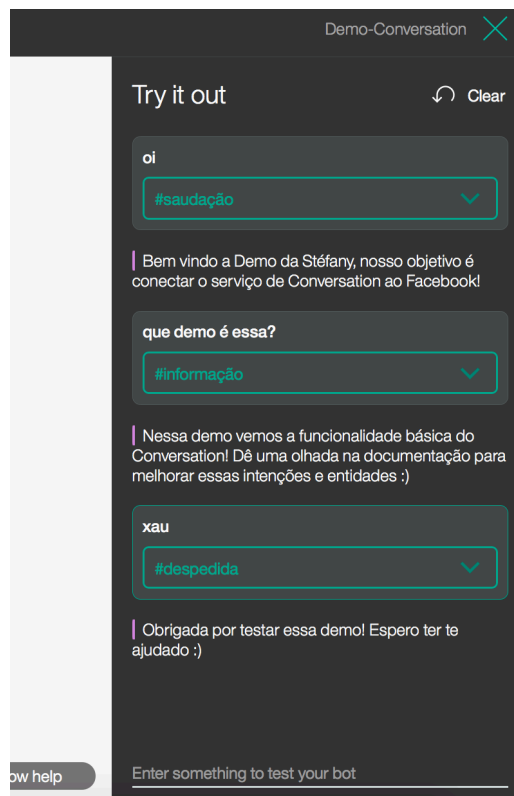 Demo-Conversation
Try it out
Clear
oi
#saudação
Bem vindo a Demo da Stéfany, nosso objetivo é
conectar o serviço de Conversation ao Facebook!
que demo é essa?
#informação
Nessa demo vemos a funcionalidade básica do
Conversation! Dê uma olhada na documentação para
melhorar essas intenções e entidades :)
xau
#despedida
Obrigada por testar essa demo! Espero ter te
ajudado :)
ow help
Enter something to test your bot